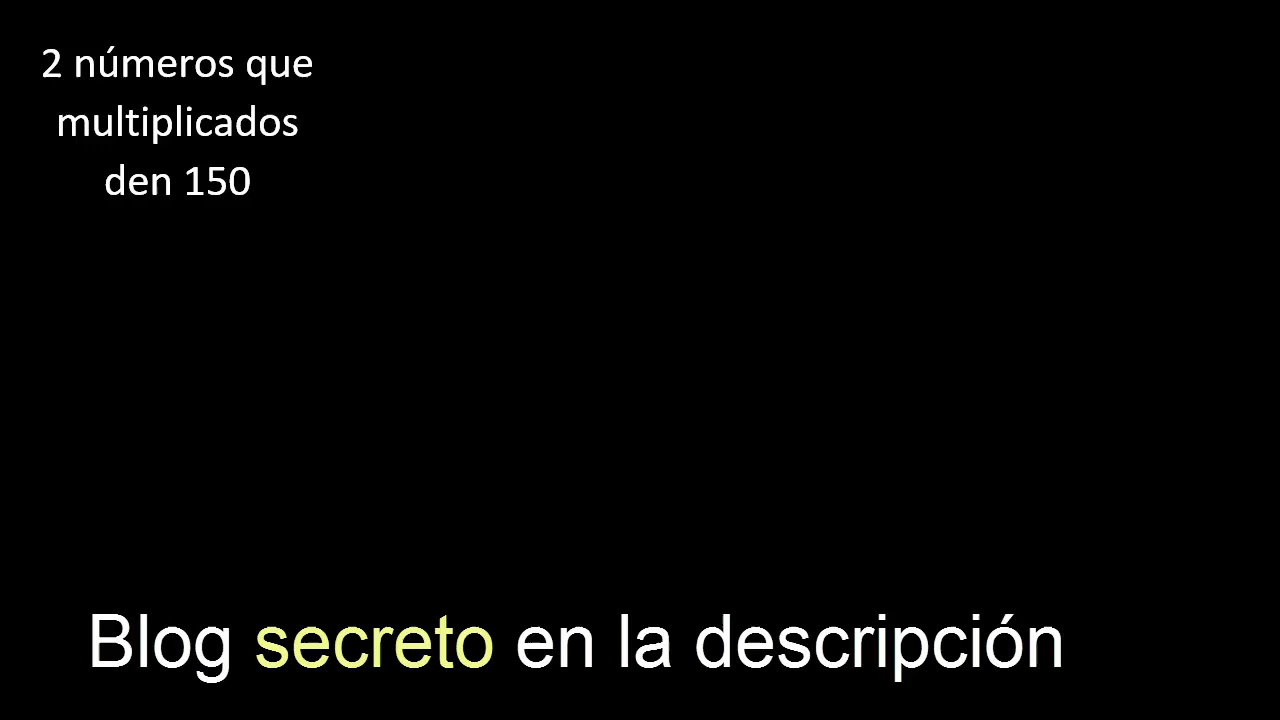 2 números que
multiplicados
den 150
Blog secreto en la descripción